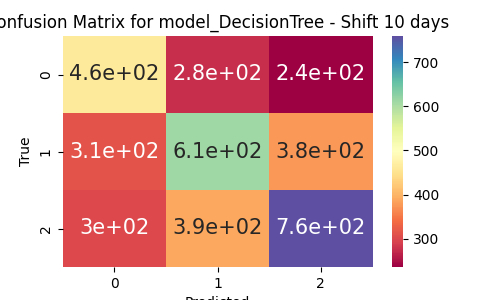 onfusion Matrix for model_DecisionTree - Shift 10 days
0 4.6e+02 2.8e+02 2.4e+02
1 3.1e+02 6.1e+02 3.8e+02
2 3e+02 3.9e+02 7.6e+02
True
0 1 2
Predicted
700
600
500
400
300